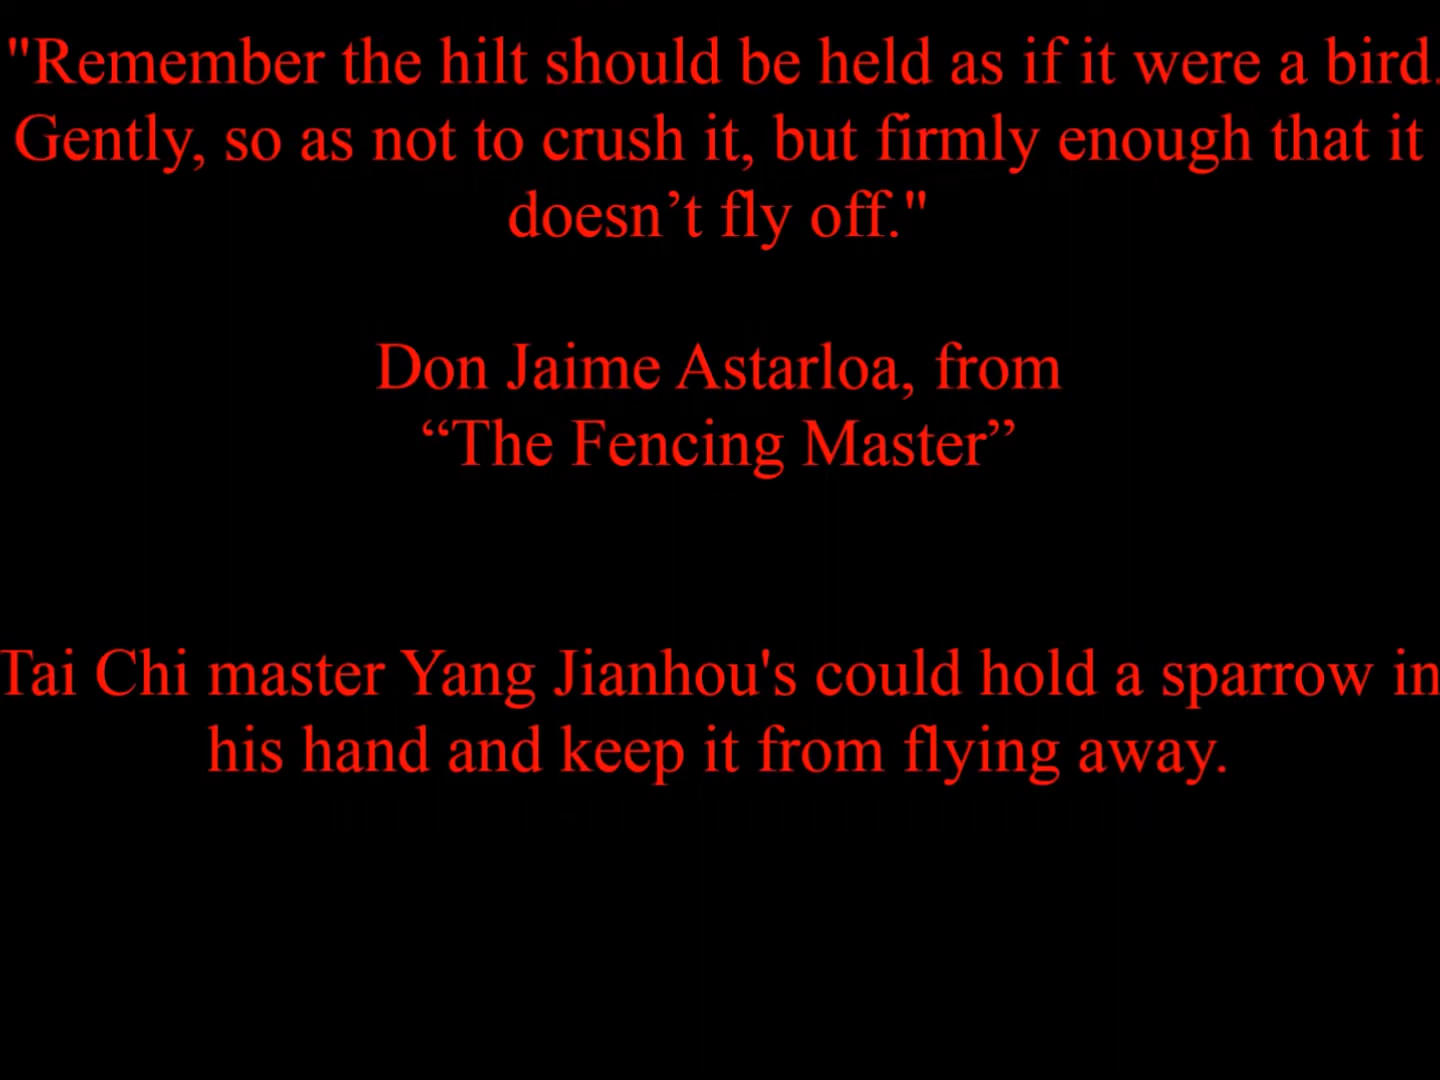 "Remember the hilt should be held as if it were a bird.
Gently, so as not to crush it, but firmly enough that it
doesn’t fly off."
Don Jaime Astarloa, from
“The Fencing Master”
Tai Chi master Yang Jianhou's could hold a sparrow in
his hand and keep it from flying away.